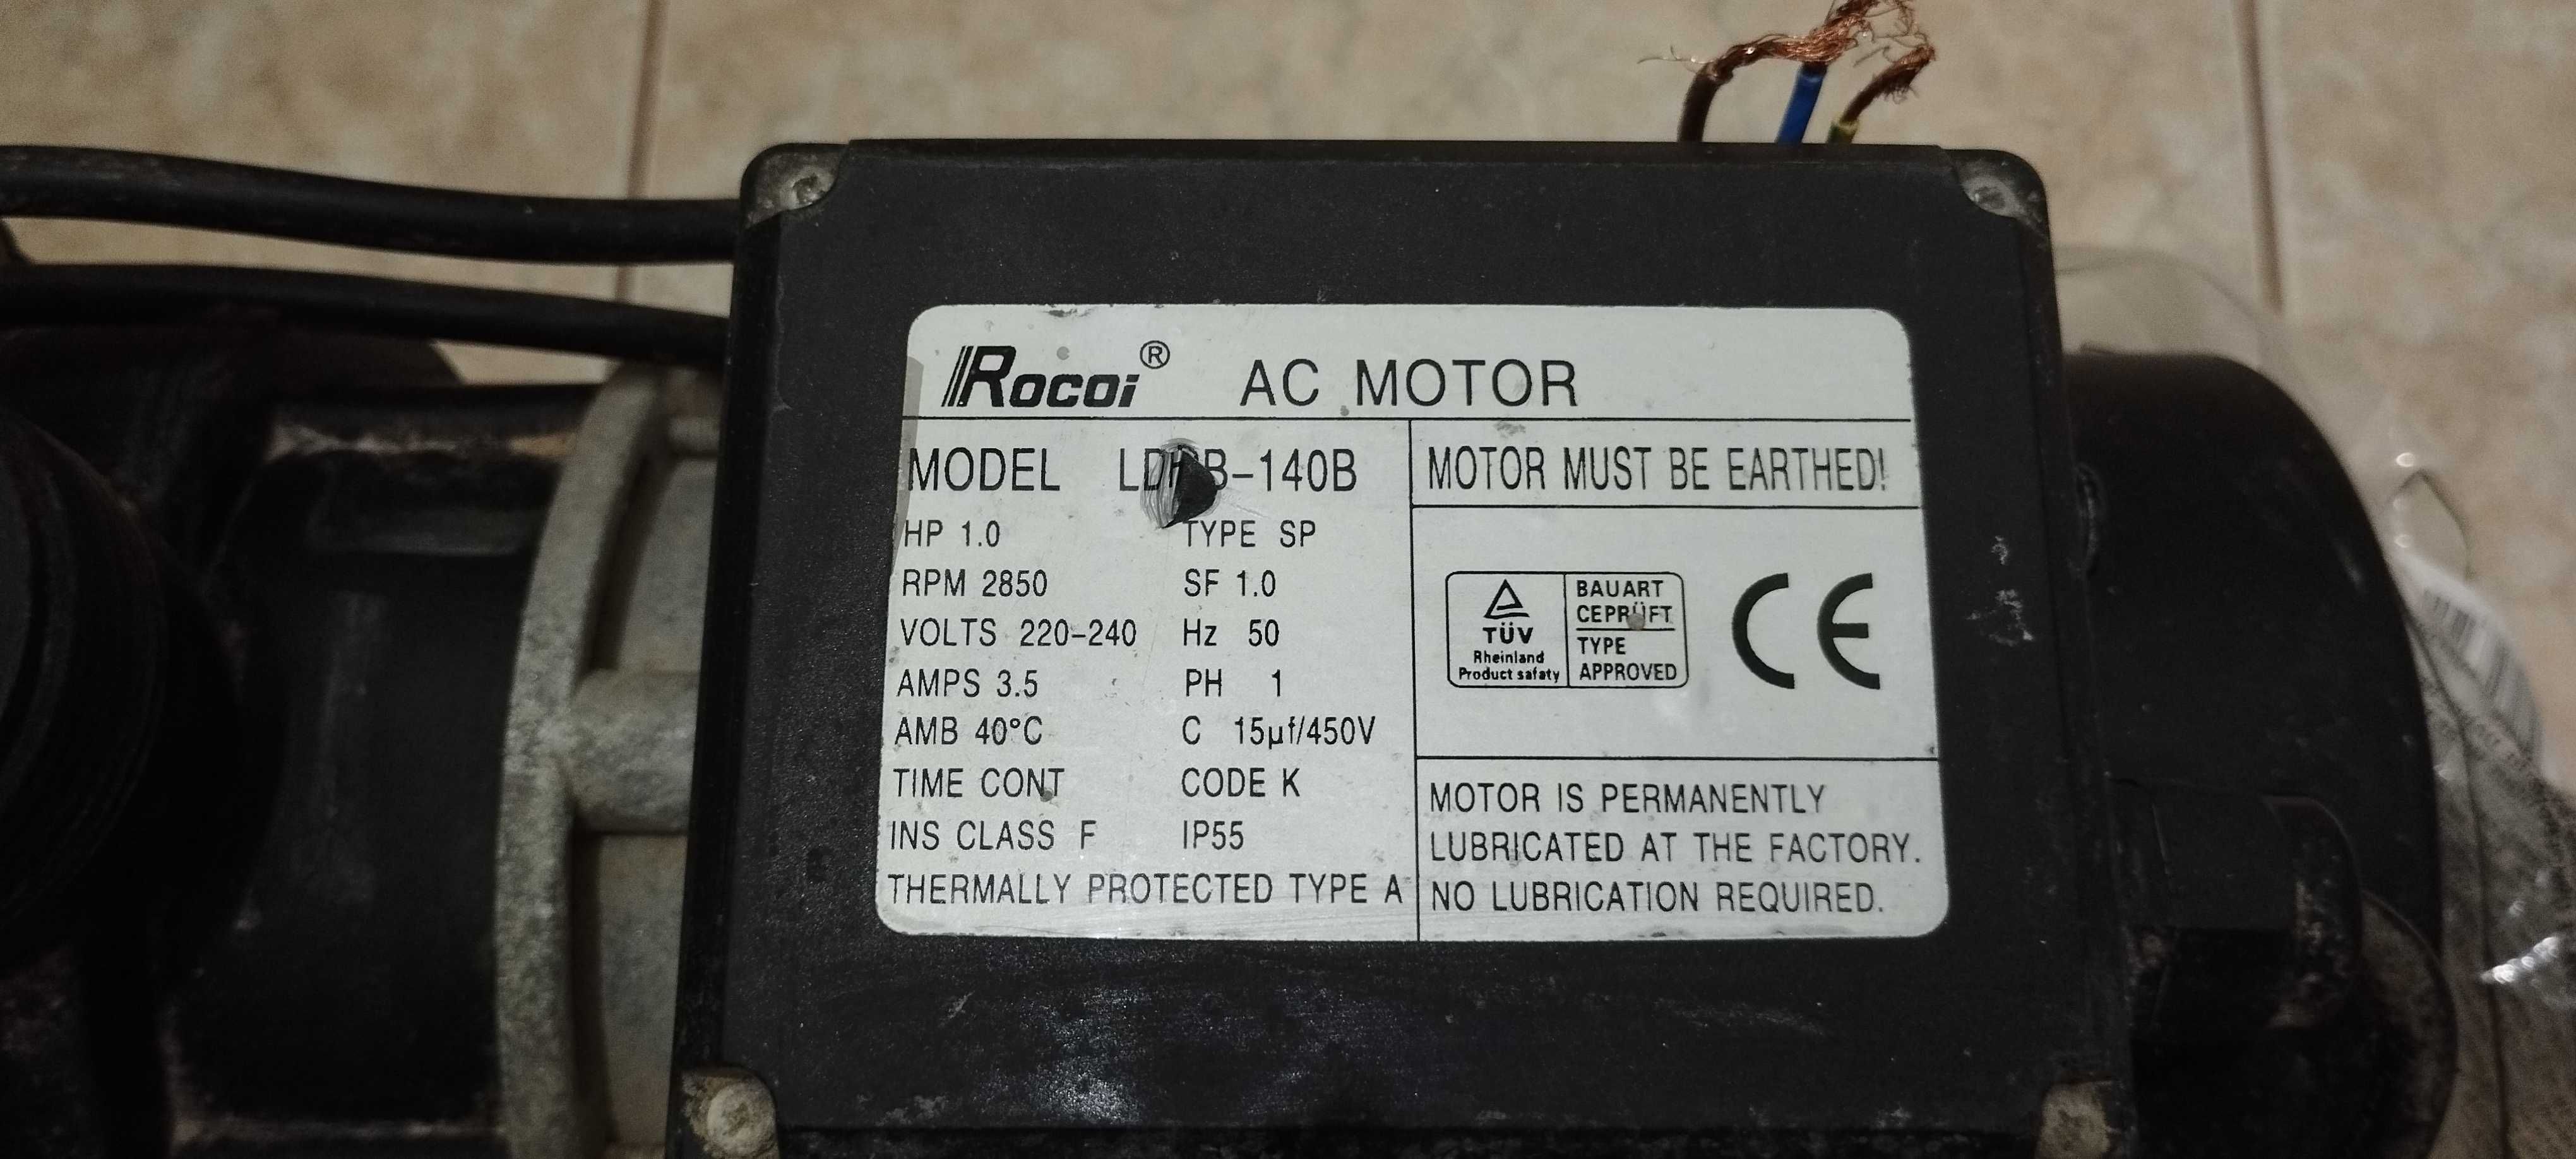 Rocoi® AC MOTOR
MODEL
MOTOR MUST BE EARTHED!
HP 1.0 TYPE SP
RPM 2850 SF 1.0
VOLTS 220-240 Hz 50
AMPS 3.5 PH 1
AMB 40°C C 15µf/450V
TIME CONT CODE K
INS CLASS F IP55
THERMALLY PROTECTED TYPE A
TÜV
Rheinland
Product safaty
BAUART
CEPRÜFT
TYPE
APPROVED
CE
MOTOR IS PERMANENTLY
LUBRICATED AT THE FACTORY.
NO LUBRICATION REQUIRED.